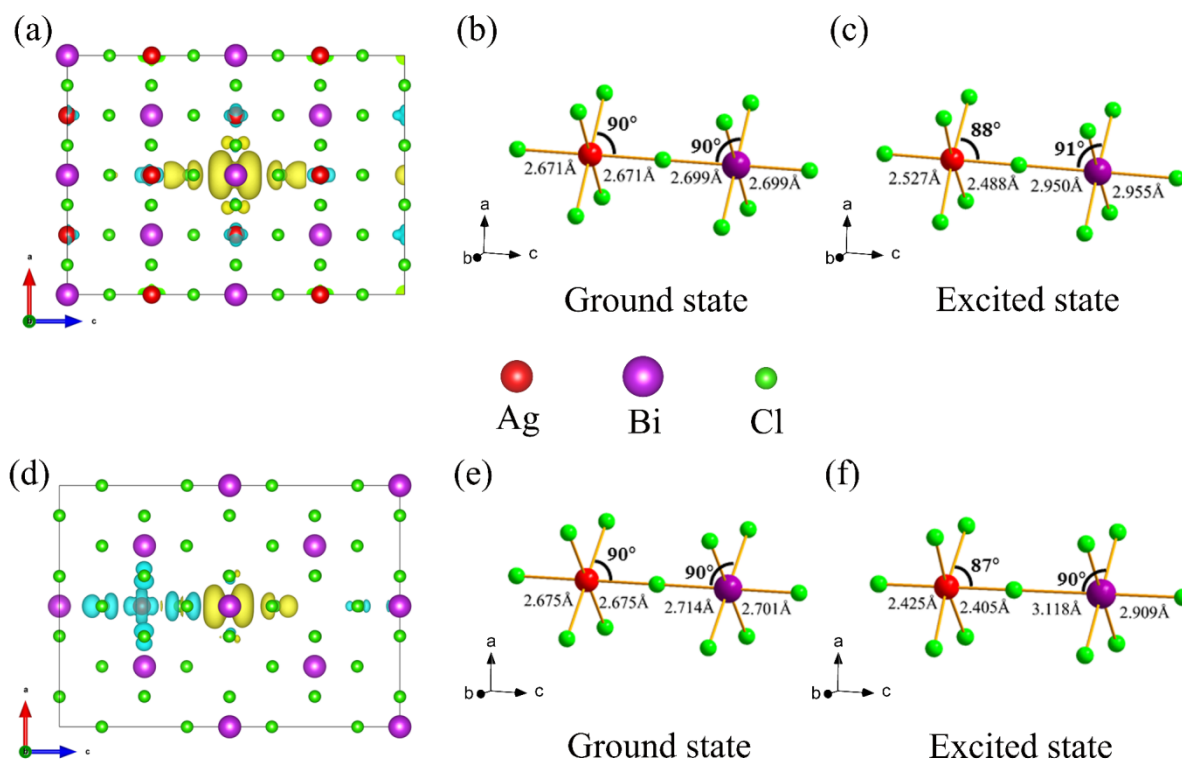 (a)
a
b
c
(b)
90°
90°
2.671Å
2.671Å
2.699Å
2.699Å
a
b
c
Ground state
(c)
88°
91°
2.527Å
2.488Å
2.950Å
2.955Å
a
b
c
Excited state
Ag
Bi
Cl
(d)
a
b
c
(e)
90°
90°
2.675Å
2.675Å
2.714Å
2.701Å
a
b
c
Ground state
(f)
87°
90°
2.425Å
2.405Å
3.118Å
2.909Å
a
b
c
Excited state